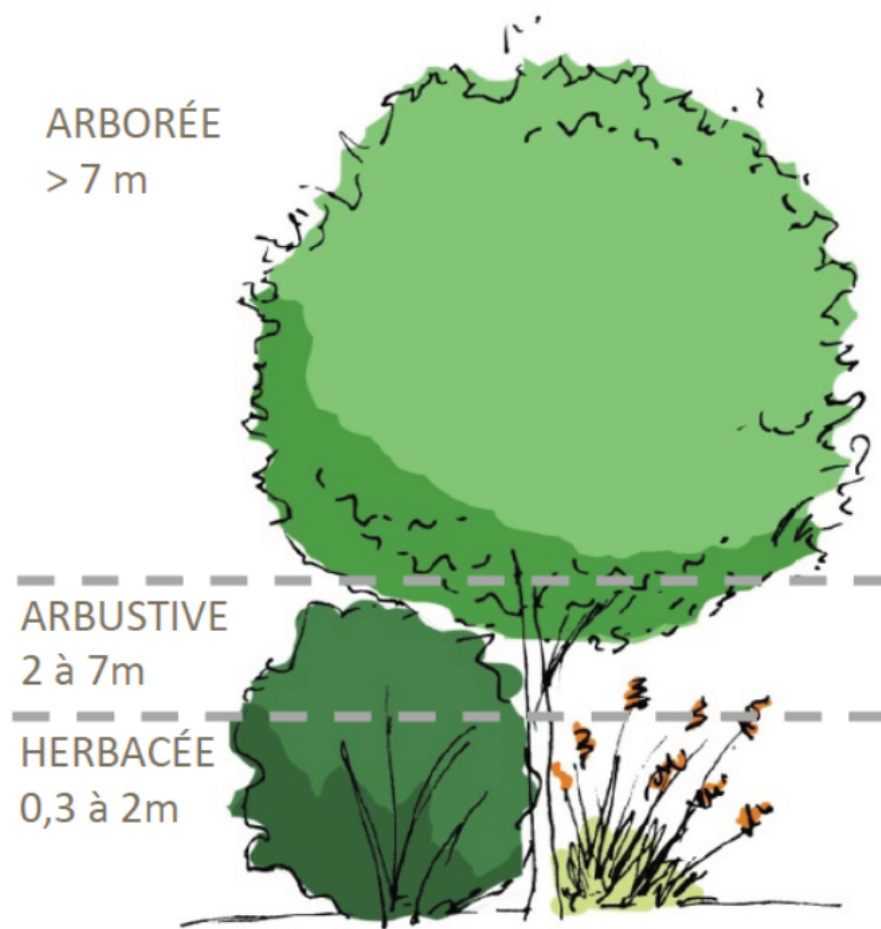 ARBORÉE
> 7 m
ARBUSTIVE
2 à 7m
HERBACÉE
0,3 à 2m